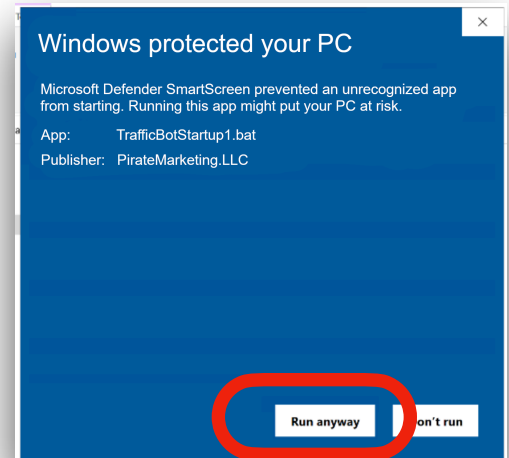 Windows protected your PC
Microsoft Defender SmartScreen prevented an unrecognized app
from starting. Running this app might put your PC at risk.
App: TrafficBotStartup1.bat
Publisher: PirateMarketing.LLC
Run anyway
on't run